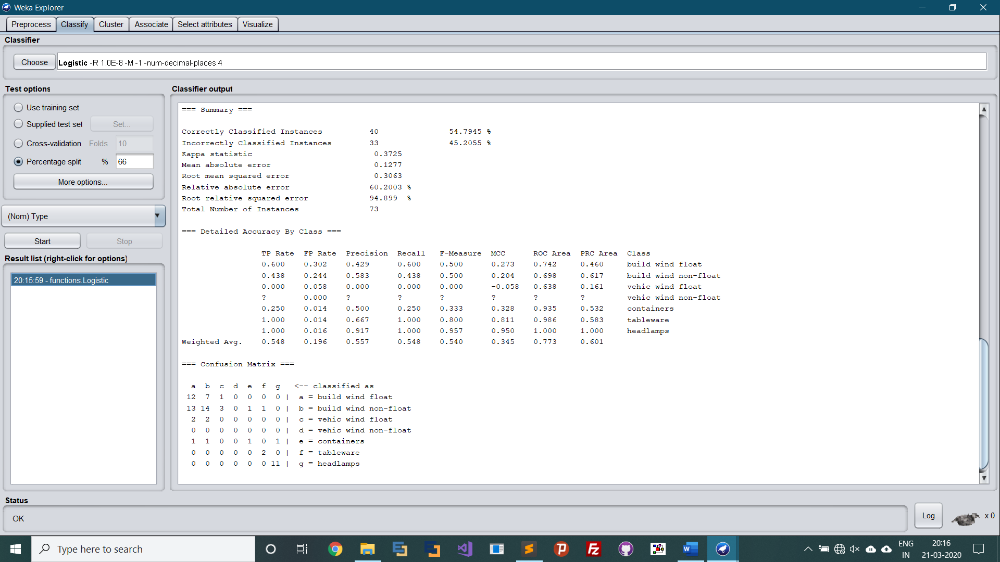 Weka Explorer
Preprocess Classify Cluster Associate Select attributes Visualize
Classifier
Choose Logistic -R 1.0E-8 -M -1 -num-decimal-places 4
Test options
Use training set
Supplied test set Set...
Cross-validation Folds 10
Percentage split % 66
More options...
(Nom) Type
Start Stop
Result list (right-click for options)
20:15:59 - functions.Logistic
Classifier output
=== Summary ===
Correctly Classified Instances 40 54.7945 %
Incorrectly Classified Instances 33 45.2055 %
Kappa statistic 0.3725
Mean absolute error 0.1277
Root mean squared error 0.3063
Relative absolute error 60.2003 %
Root relative squared error 94.899 %
Total Number of Instances 73
=== Detailed Accuracy By Class ===
TP Rate FP Rate Precision Recall F-Measure MCC ROC Area PRC Area Class
0.600 0.302 0.429 0.600 0.500 0.273 0.742 0.460 build wind float
0.438 0.244 0.583 0.438 0.500 0.204 0.698 0.617 build wind non-float
0.000 0.058 0.000 0.000 0.000 -0.058 0.638 0.161 vehic wind float
? 0.000 ? ? ? ? ? ? vehic wind non-float
0.250 0.014 0.500 0.250 0.333 0.328 0.935 0.532 containers
1.000 0.014 0.667 1.000 0.800 0.811 0.986 0.583 tableware
1.000 0.016 0.917 1.000 0.957 0.950 1.000 1.000 headlamps
Weighted Avg. 0.548 0.196 0.557 0.548 0.540 0.345 0.773 0.601
=== Confusion Matrix ===
a b c d e f g <-- classified as
12 7 1 0 0 0 0 | a = build wind float
13 14 3 0 1 1 0 | b = build wind non-float
2 2 0 0 0 0 0 | c = vehic wind float
0 0 0 0 0 0 0 | d = vehic wind non-float
1 1 0 0 1 0 1 | e = containers
0 0 0 0 0 2 0 | f = tableware
0 0 0 0 0 0 11 | g = headlamps
Status
OK
Log
x 0
Type here to search
ENG
IN
20:16
21-03-2020